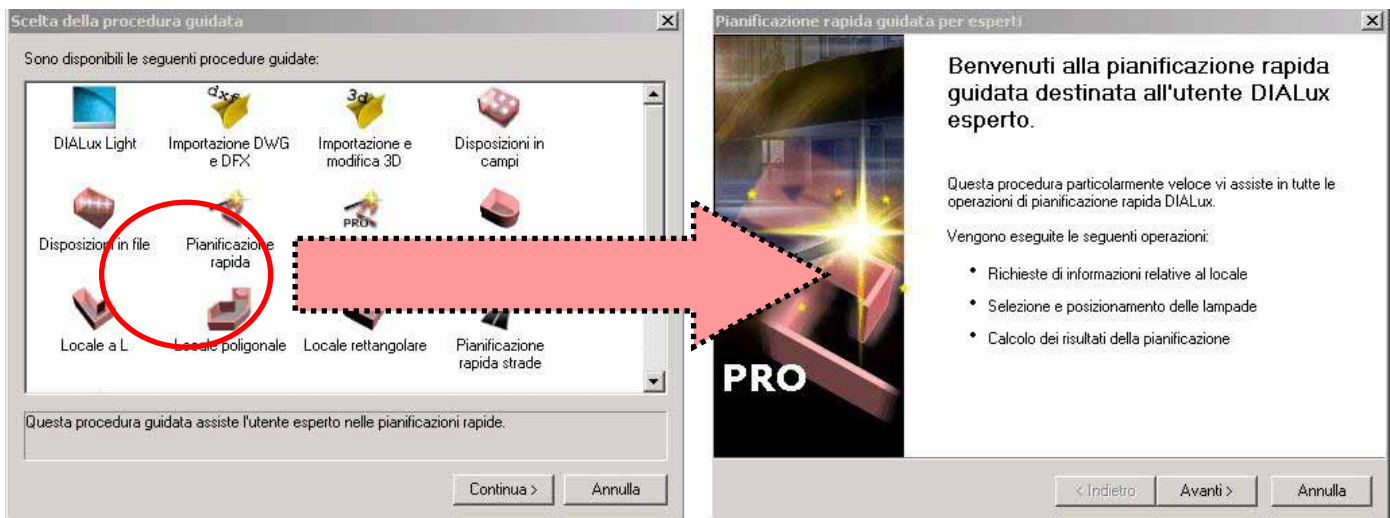 Scelta della procedura guidata
Sono disponibili le seguenti procedure guidate:
dxf
3d
DIALux Light
Importazione DWG
e DFX
Importazione e
modifica 3D
Disposizioni in
campi
PRO
Disposizioni in file
Pianificazione
rapida
Locale a L
Locale poligonale
Locale rettangolare
Pianificazione
rapida strade
Questa procedura guidata assiste l'utente esperto nelle pianificazioni rapide.
Continua >
Annulla
Pianificazione rapida guidata per esperti
Benvenuti alla pianificazione rapida
guidata destinata all'utente DIALux
esperto.
Questa procedura particolarmente veloce vi assiste in tutte le
operazioni di pianificazione rapida DIALux.
Vengono eseguite le seguenti operazioni:
• Richieste di informazioni relative al locale
• Selezione e posizionamento delle lampade
• Calcolo dei risultati della pianificazione
PRO
< Indietro
Avanti >
Annulla